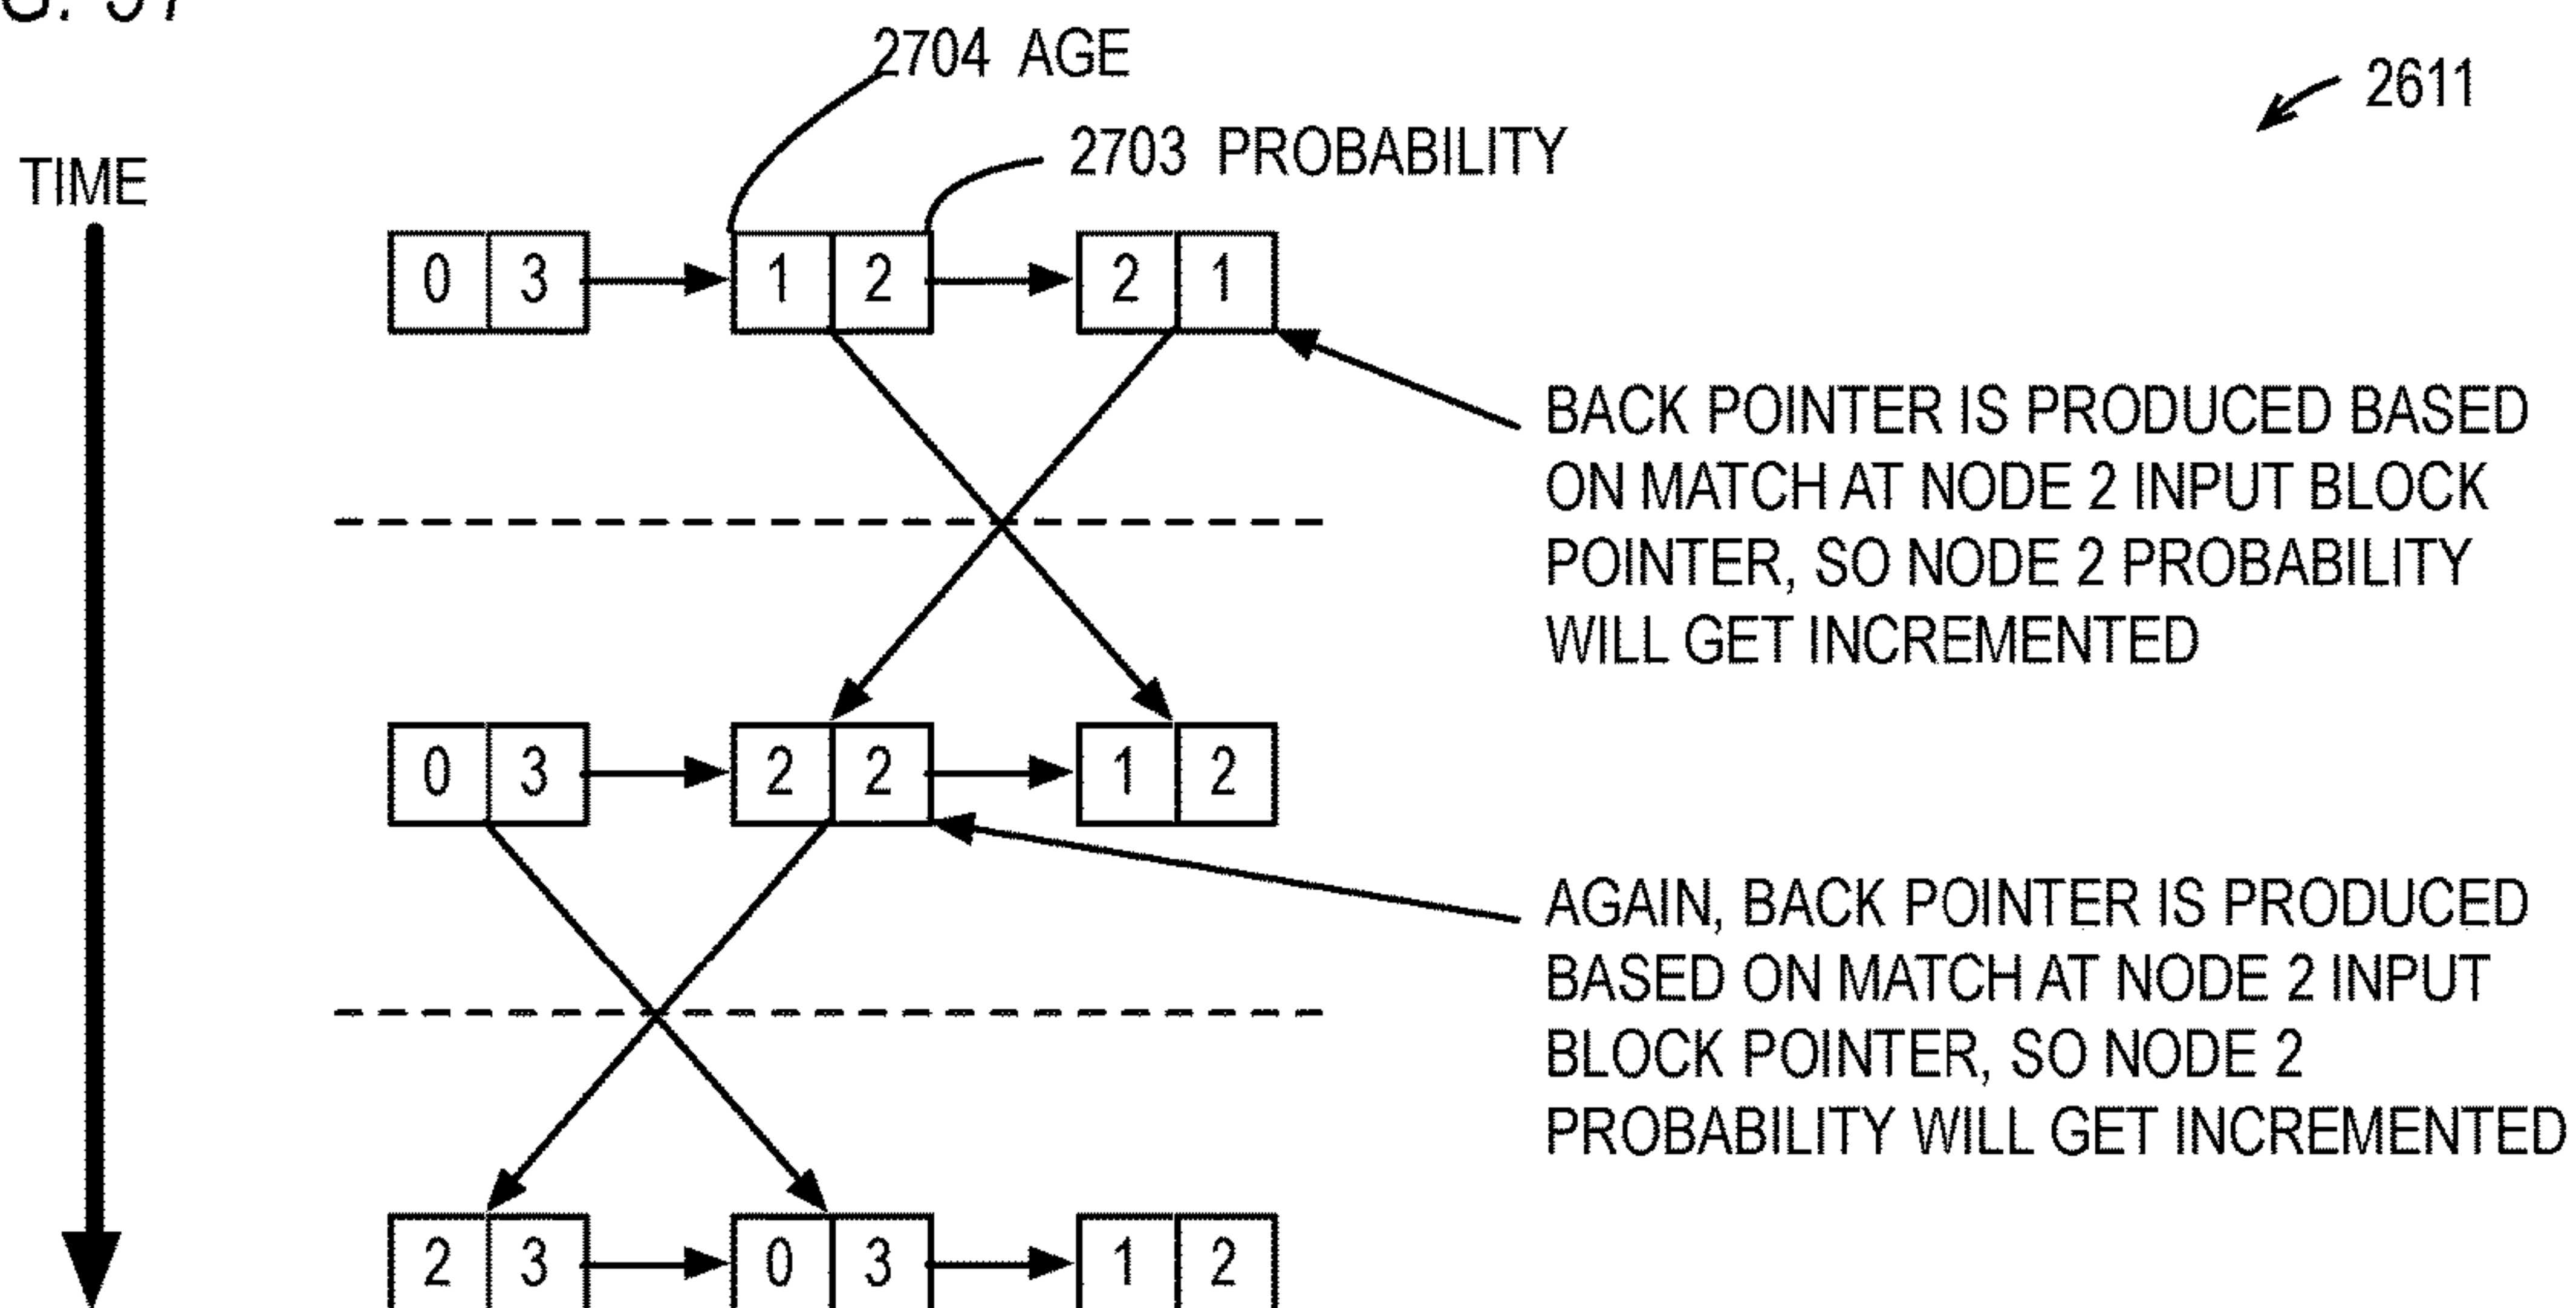 2704 AGE
2611
2703 PROBABILITY
TIME
0 3 1 2 2 1
BACK POINTER IS PRODUCED BASED
ON MATCH AT NODE 2 INPUT BLOCK
POINTER, SO NODE 2 PROBABILITY
WILL GET INCREMENTED
0 3 2 2 1 2
AGAIN, BACK POINTER IS PRODUCED
BASED ON MATCH AT NODE 2 INPUT
BLOCK POINTER, SO NODE 2
PROBABILITY WILL GET INCREMENTED
2 3 0 3 1 2